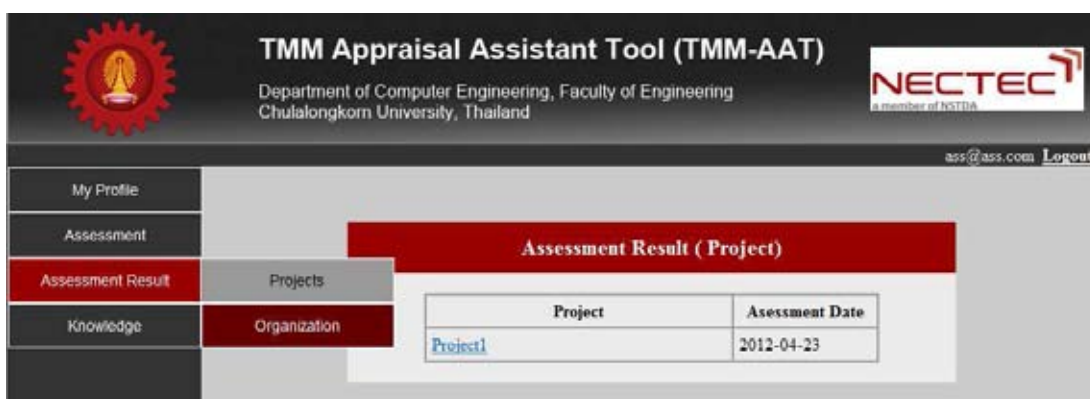 TMM Appraisal Assistant Tool (TMM-AAT)
Department of Computer Engineering, Faculty of Engineering
Chulalongkorn University, Thailand
NECTEC
a member of NSTDA
ass@ass.com Logout
My Profile
Assessment
Assessment Result
Knowledge
Projects
Organization
Assessment Result ( Project)
Project Asessment Date
Project1 2012-04-23